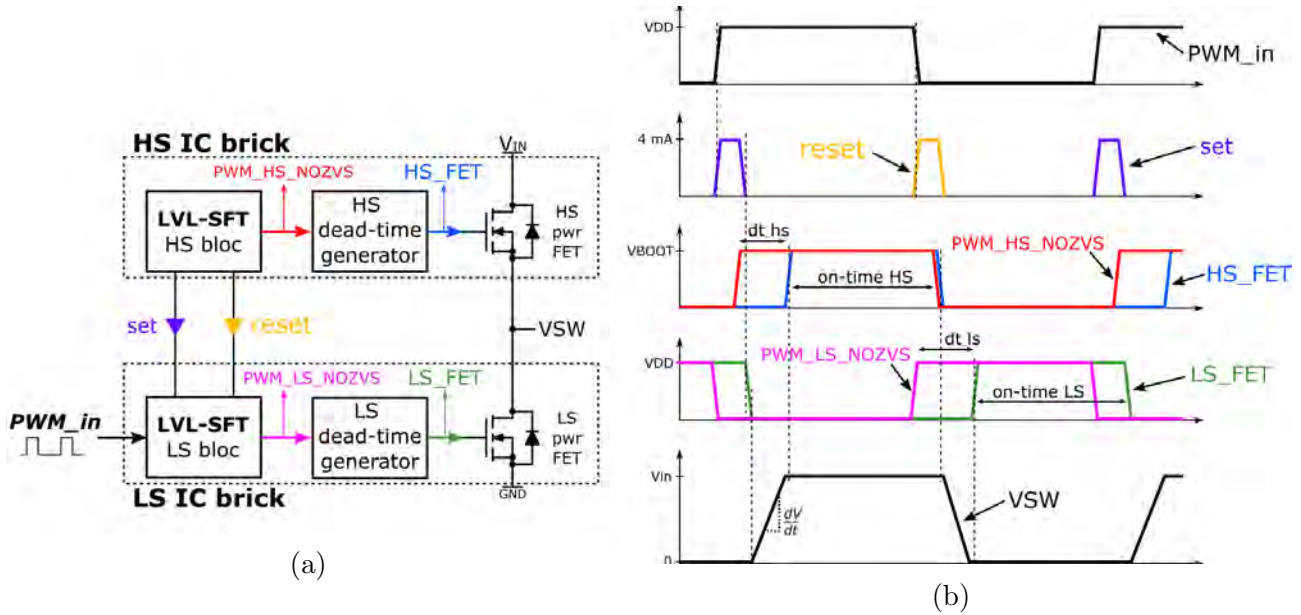 HS IC brick
VIN
PWM_HS_NOZVS
HS_FET
LVL-SFT
HS bloc
HS
dead-time
generator
HS
pwr
FET
set
reset
VSW
PWM_LS_NOZVS
LS_FET
PWM_in
LVL-SFT
LS bloc
LS
dead-time
generator
LS
pwr
FET
LS IC brick
GND
(a)
VDD
PWM_in
4 mA
reset
set
dt hs
VBOOT
on-time HS
PWM_HS_NOZVS
HS_FET
dt ls
VDD
PWM_LS_NOZVS
on-time LS
LS_FET
Vin
dV
dt
VSW
0
(b)